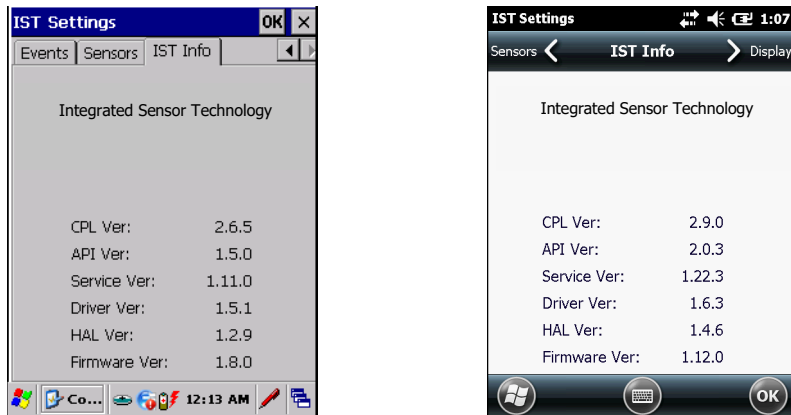 IST Settings OK ×
Events Sensors IST Info
Integrated Sensor Technology
CPL Ver: 2.6.5
API Ver: 1.5.0
Service Ver: 1.11.0
Driver Ver: 1.5.1
HAL Ver: 1.2.9
Firmware Ver: 1.8.0
Co... 12:13 AM
IST Settings 1:07
Sensors IST Info Display
Integrated Sensor Technology
CPL Ver: 2.9.0
API Ver: 2.0.3
Service Ver: 1.22.3
Driver Ver: 1.6.3
HAL Ver: 1.4.6
Firmware Ver: 1.12.0
OK